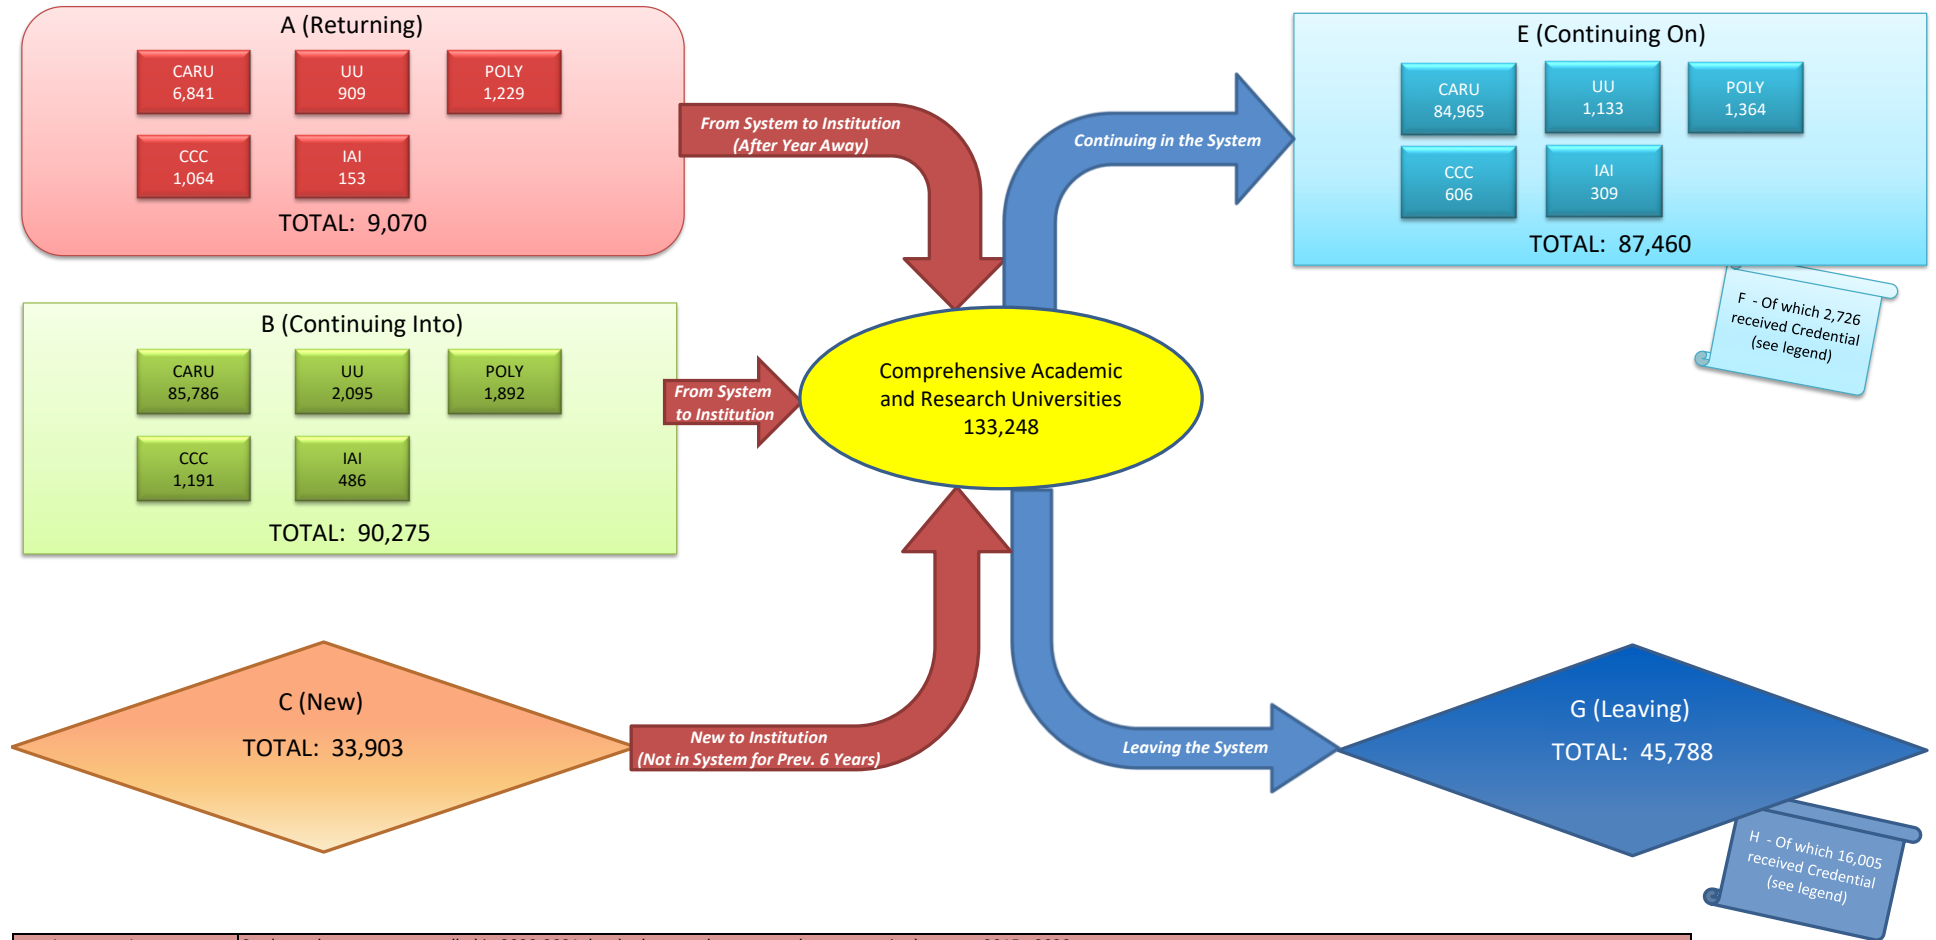 A (Returning)
CARU
6,841
UU
909
POLY
1,229
CCC
1,064
IAI
153
TOTAL: 9,070
From System to Institution
(After Year Away)
B (Continuing Into)
CARU
85,786
UU
2,095
POLY
1,892
CCC
1,191
IAI
486
TOTAL: 90,275
From System
to Institution
C (New)
TOTAL: 33,903
New to Institution
(Not in System for Prev. 6 Years)
Comprehensive Academic
and Research Universities
133,248
Continuing in the System
E (Continuing On)
CARU
84,965
UU
1,133
POLY
1,364
CCC
606
IAI
309
TOTAL: 87,460
F - Of which 2,726
received Credential
(see legend)
Leaving the System
G (Leaving)
TOTAL: 45,788
H - Of which 16,005
received Credential
(see legend)